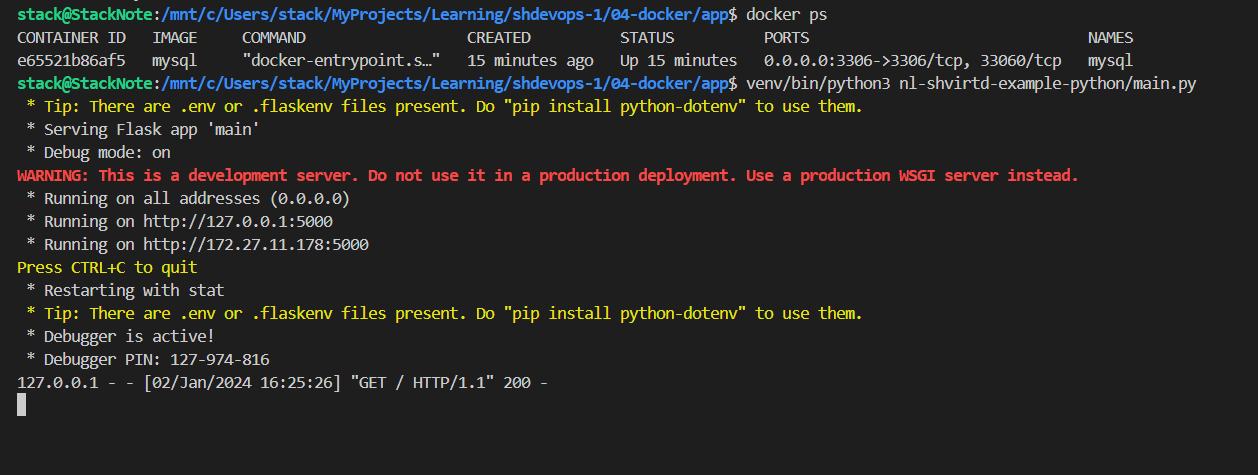 stack@StackNote:/mnt/c/Users/stack/MyProjects/Learning/shdevops-1/04-docker/app$ docker ps
CONTAINER ID   IMAGE     COMMAND                  CREATED          STATUS          PORTS                               NAMES
e65521b86af5   mysql     "docker-entrypoint.s…"   15 minutes ago   Up 15 minutes   0.0.0.0:3306->3306/tcp, 33060/tcp   mysql
stack@StackNote:/mnt/c/Users/stack/MyProjects/Learning/shdevops-1/04-docker/app$ venv/bin/python3 nl-shvirtd-example-python/main.py
 * Tip: There are .env or .flaskenv files present. Do "pip install python-dotenv" to use them.
 * Serving Flask app 'main'
 * Debug mode: on
WARNING: This is a development server. Do not use it in a production deployment. Use a production WSGI server instead.
 * Running on all addresses (0.0.0.0)
 * Running on http://127.0.0.1:5000
 * Running on http://172.27.11.178:5000
Press CTRL+C to quit
 * Restarting with stat
 * Tip: There are .env or .flaskenv files present. Do "pip install python-dotenv" to use them.
 * Debugger is active!
 * Debugger PIN: 127-974-816
127.0.0.1 - - [02/Jan/2024 16:25:26] "GET / HTTP/1.1" 200 -